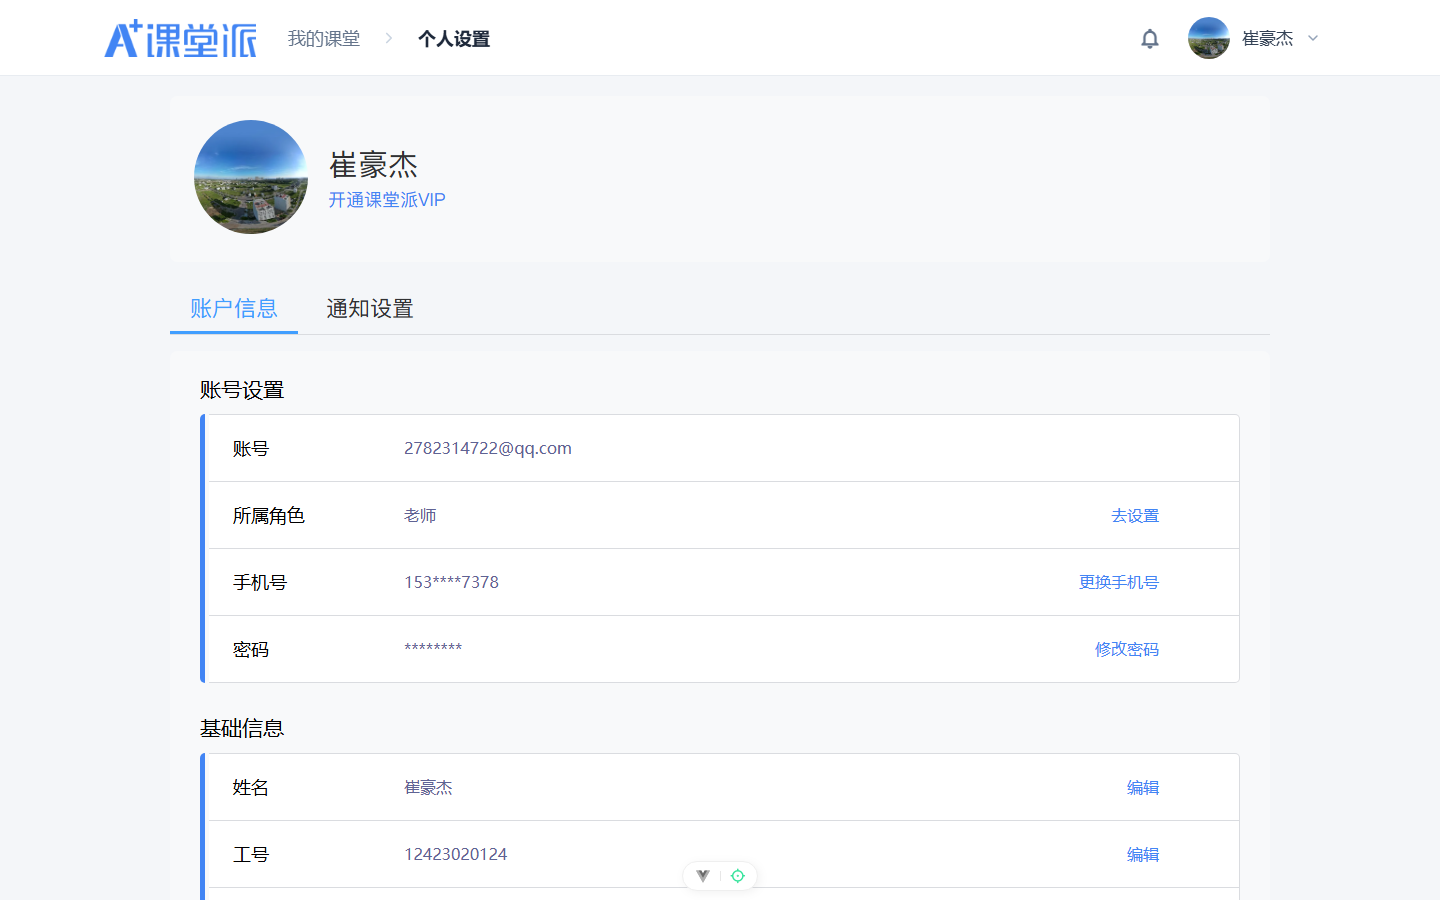 A+课堂派 我的课堂 > 个人设置 崔豪杰
崔豪杰
开通课堂派VIP
账户信息 通知设置
账号设置
账号 2782314722@qq.com
所属角色 老师 去设置
手机号 153****7378 更换手机号
密码 ******** 修改密码
基础信息
姓名 崔豪杰 编辑
工号 12423020124 编辑